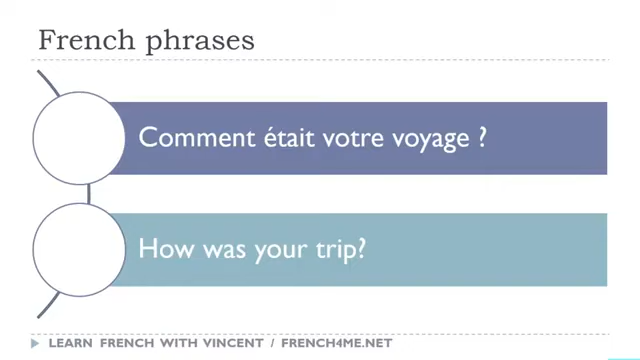 French phrases
Comment était votre voyage ?
How was your trip?
LEARN FRENCH WITH VINCENT / FRENCH4ME.NET